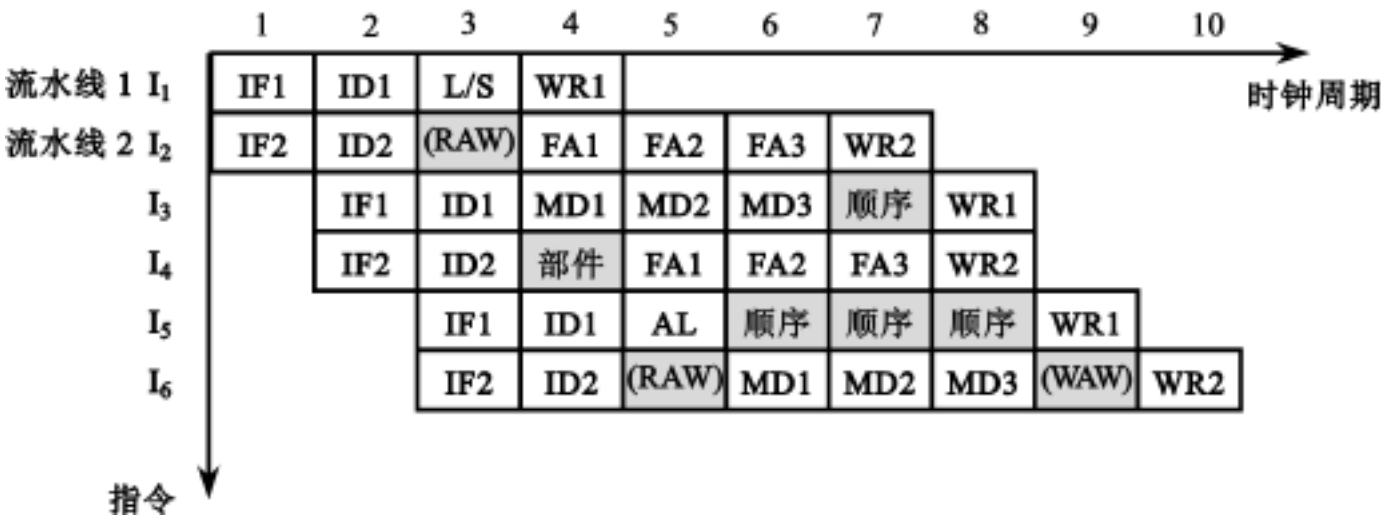 1 2 3 4 5 6 7 8 9 10
流水线 1 I₁ IF1 ID1 L/S WR1
时钟周期
流水线 2 I₂ IF2 ID2 (RAW) FA1 FA2 FA3 WR2
I₃ IF1 ID1 MD1 MD2 MD3 顺序 WR1
I₄ IF2 ID2 部件 FA1 FA2 FA3 WR2
I₅ IF1 ID1 AL 顺序 顺序 顺序 WR1
I₆ IF2 ID2 (RAW) MD1 MD2 MD3 (WAW) WR2
指令